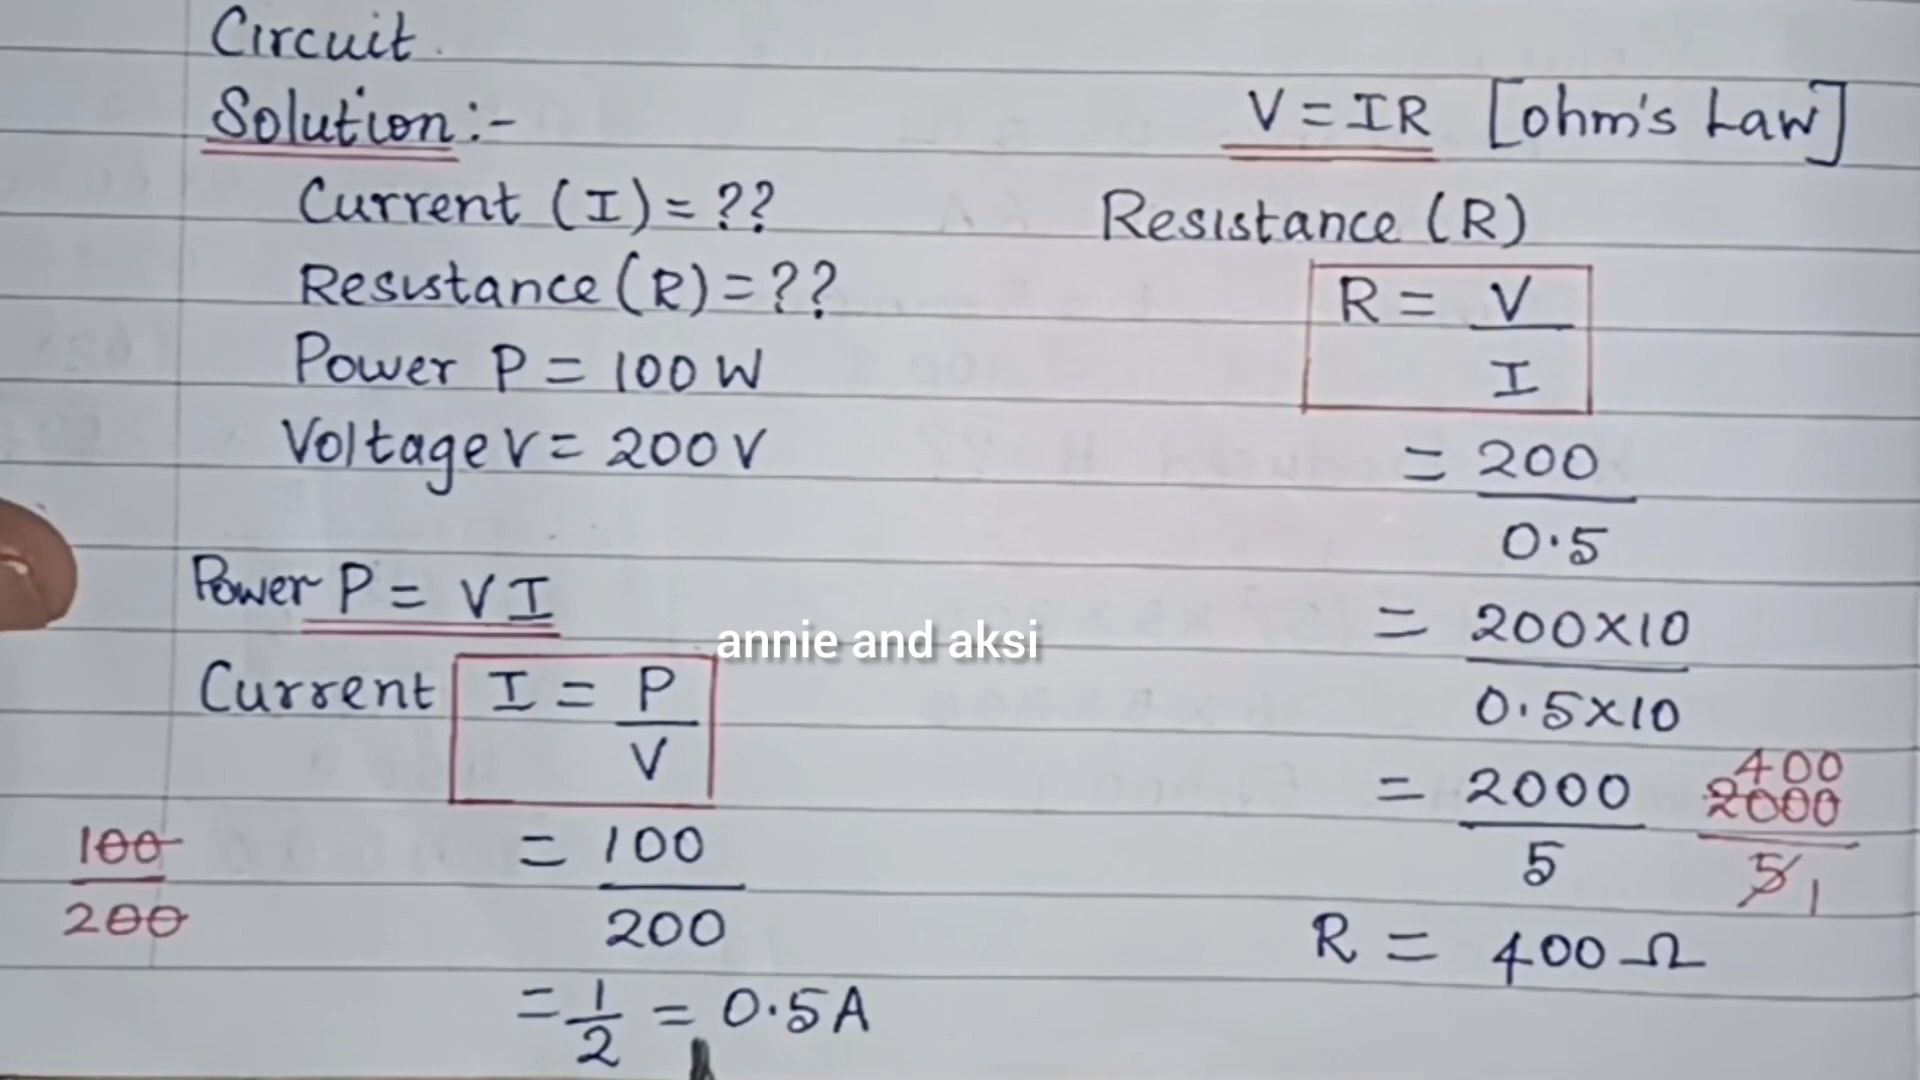 Circuit.
Solution:-
Current (I) = ??
Resistance (R) = ??
Power P = 100 W
Voltage V = 200 V
Power P = VI
Current I = P
V
= 100
200
100
200
= 1/2 = 0.5A
V = IR [ohm's Law]
Resistance (R)
R = V
I
= 200
0.5
= 200×10
0.5×10
= 2000
5
400
2000
5 1
R = 400 Ω
annie and aksi